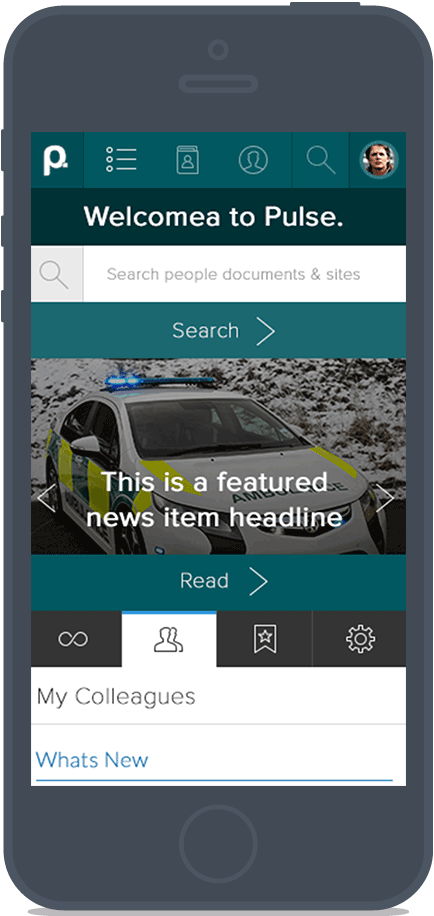 p.
Welcomea to Pulse.
Search people documents & sites
Search
This is a featured
AMBULANCE
news item headline
Read
My Colleagues
Whats New